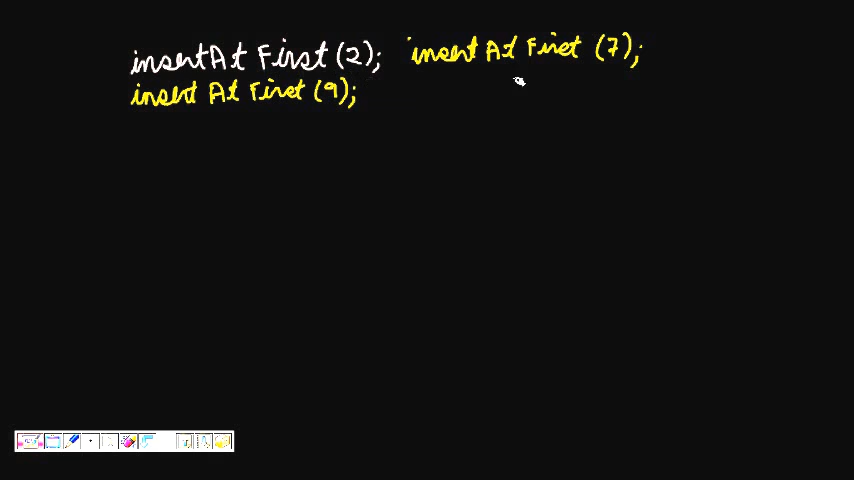 insertAt First (2); insert At First (7);
insert At First (9);